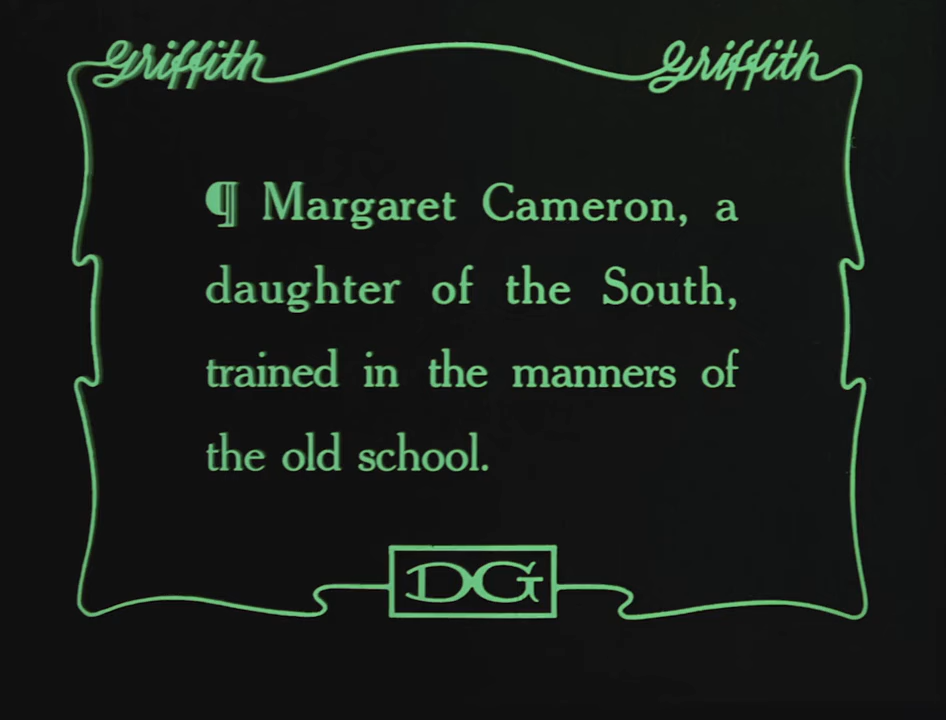 Griffith Griffith
¶ Margaret Cameron, a
daughter of the South,
trained in the manners of
the old school.
DG